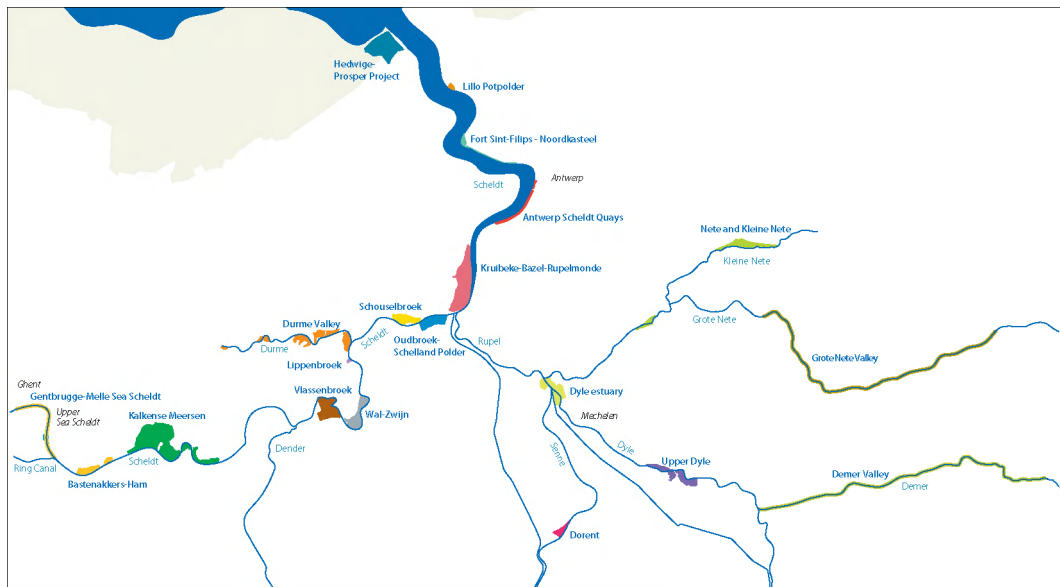 Hedwige-
Prosper Project
Lillo Potpolder
Fort Sint-Filips - Noordkasteel
Scheldt
Antwerp
Antwerp Scheldt Quays
Nete and Kleine Nete
Kleine Nete
Kruibeke-Bazel-Rupelmonde
Schouselbroek
Grote Nete
Durme Valley
Scheldt
Oudbroek-
Schelland Polder
Rupel
Durme
Grote Nete Valley
Lippenbroek
Ghent
Gentbrugge-Melle Sea Scheldt
Vlassenbroek
Dyle estuary
Upper
Sea Scheldt
Kalkense Meersen
Wal-Zwijn
Mechelen
Dender
Dyle
Senne
Scheldt
Ring Canal
Upper Dyle
Demer Valley
Bastenakkers-Ham
Demer
Dorent